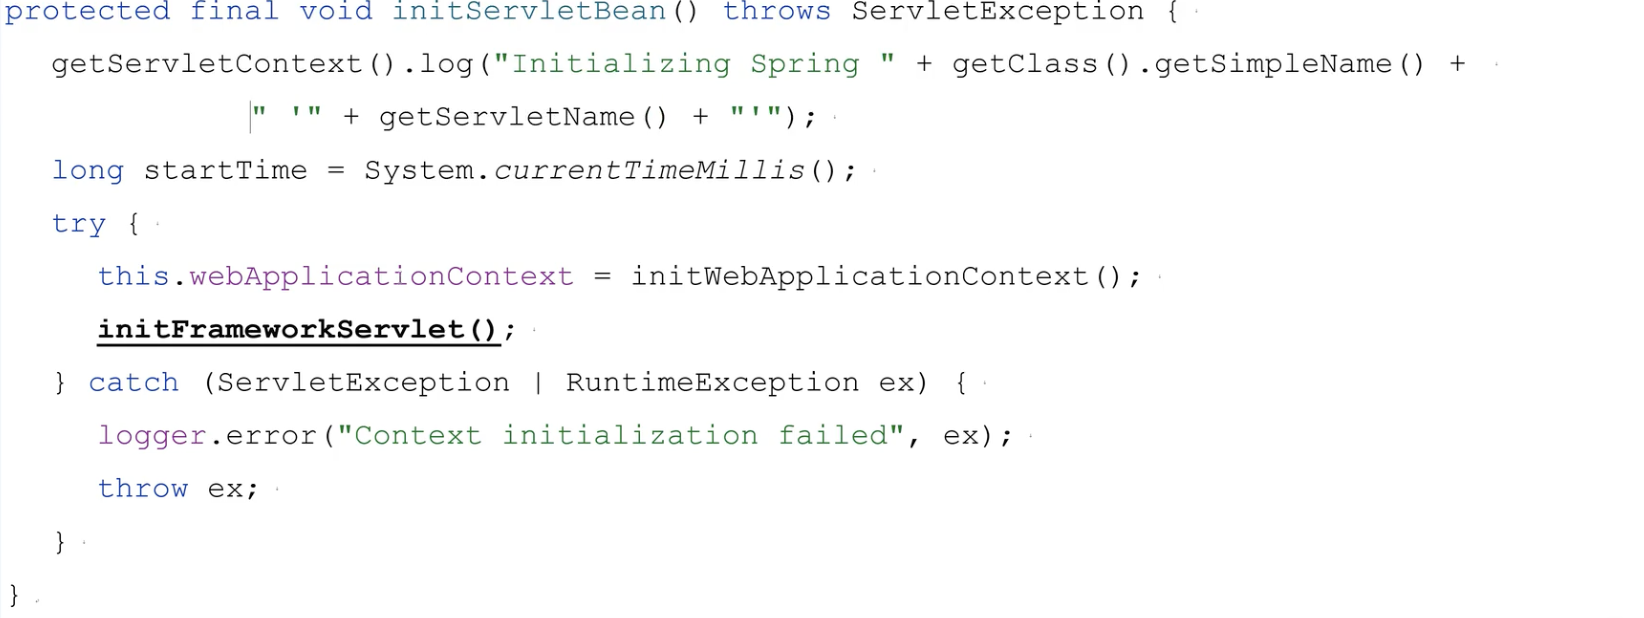 protected final void initServletBean() throws ServletException {
getServletContext().log("Initializing Spring " + getClass().getSimpleName() +
" '" + getServletName() + "'");
long startTime = System.currentTimeMillis();
try {
this.webApplicationContext = initWebApplicationContext();
initFrameworkServlet();
} catch (ServletException | RuntimeException ex) {
logger.error("Context initialization failed", ex);
throw ex;
}
}